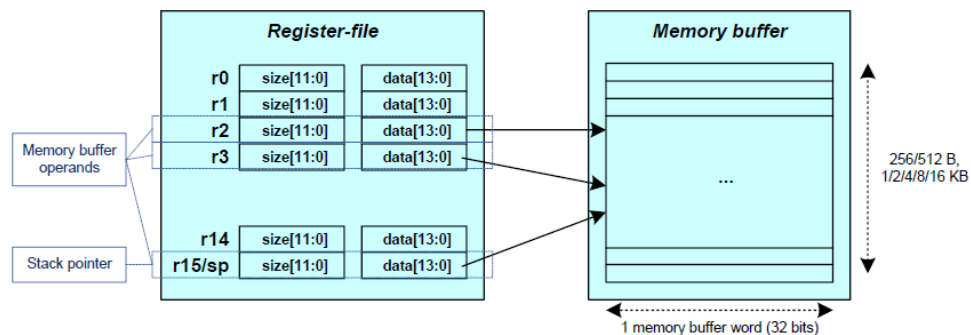 Register-file
Memory buffer
r0 size[11:0] data[13:0]
r1 size[11:0] data[13:0]
r2 size[11:0] data[13:0]
r3 size[11:0] data[13:0]
Memory buffer
operands
...
256/512 B,
1/2/4/8/16 KB
r14 size[11:0] data[13:0]
Stack pointer
r15/sp size[11:0] data[13:0]
1 memory buffer word (32 bits)